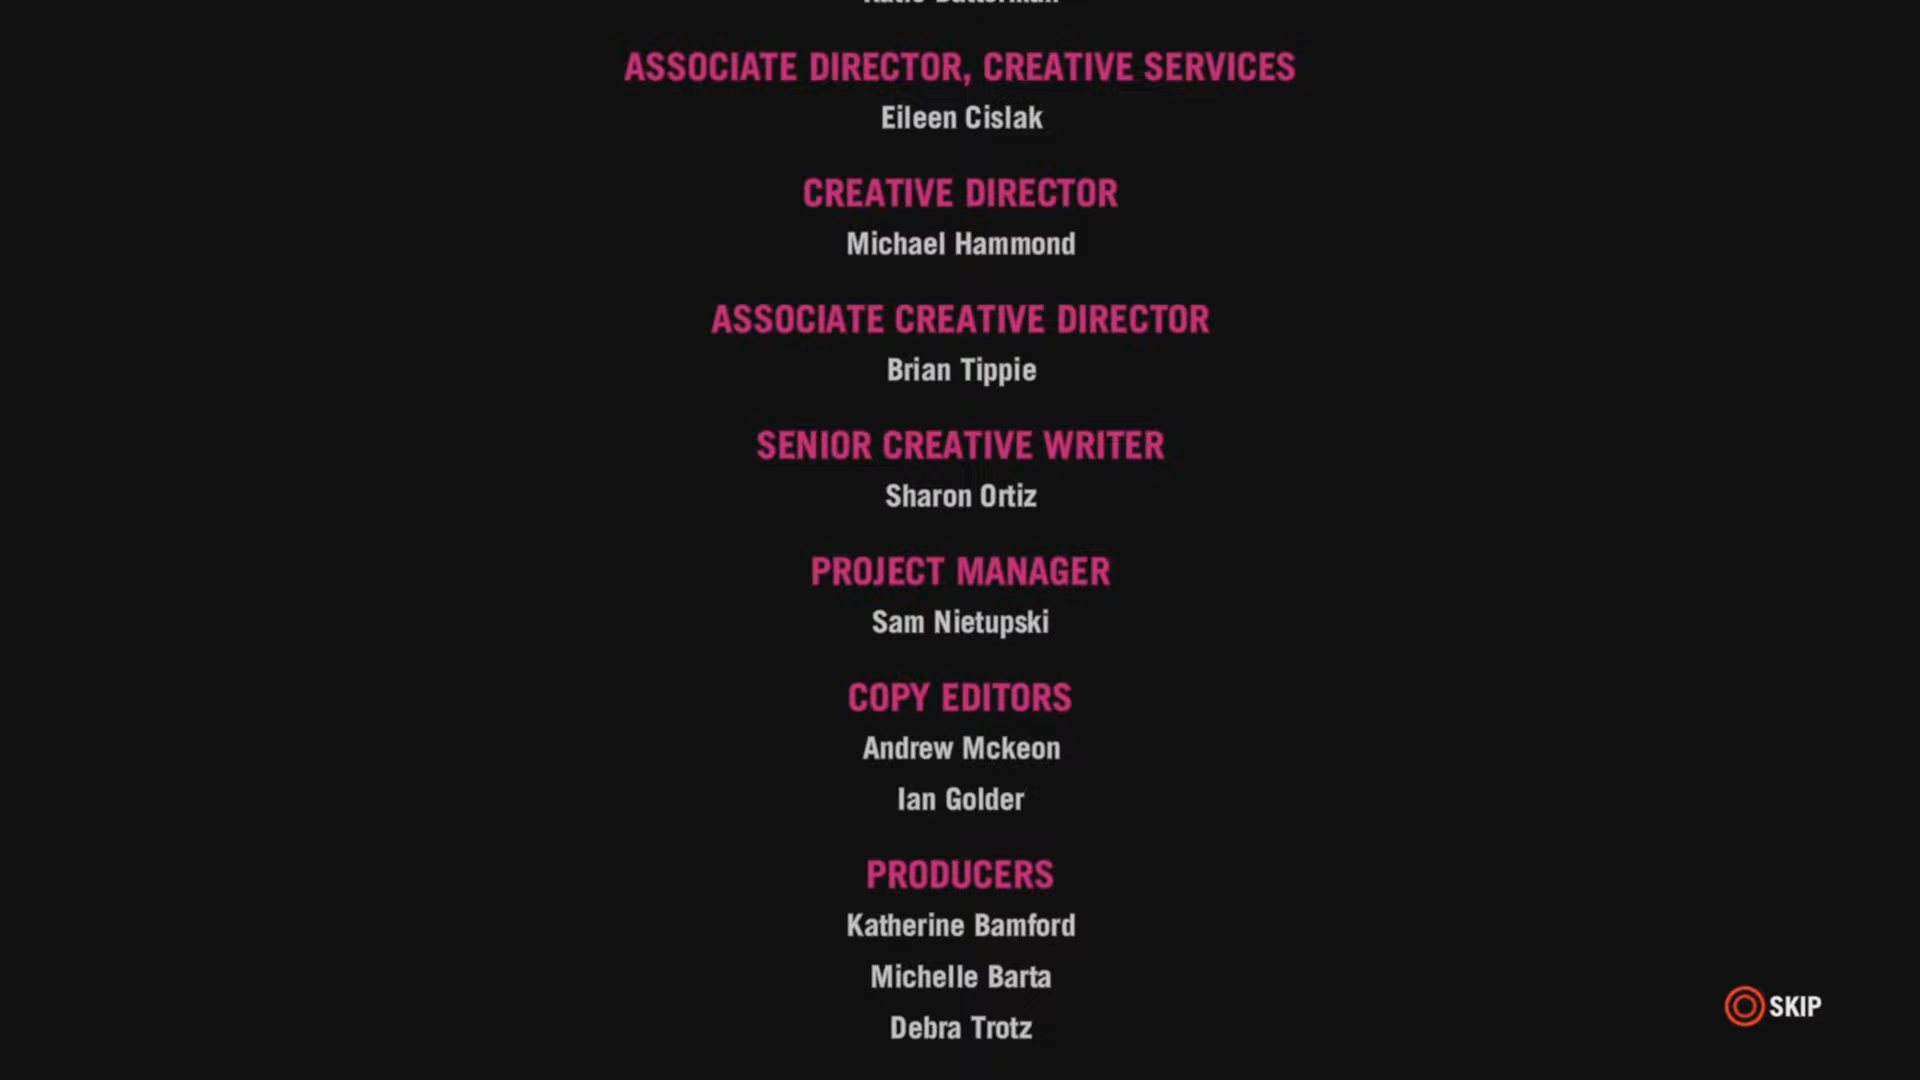 ASSOCIATE DIRECTOR, CREATIVE SERVICES
Eileen Cislak
CREATIVE DIRECTOR
Michael Hammond
ASSOCIATE CREATIVE DIRECTOR
Brian Tippie
SENIOR CREATIVE WRITER
Sharon Ortiz
PROJECT MANAGER
Sam Nietupski
COPY EDITORS
Andrew Mckeon
Ian Golder
PRODUCERS
Katherine Bamford
Michelle Barta
Debra Trotz
SKIP